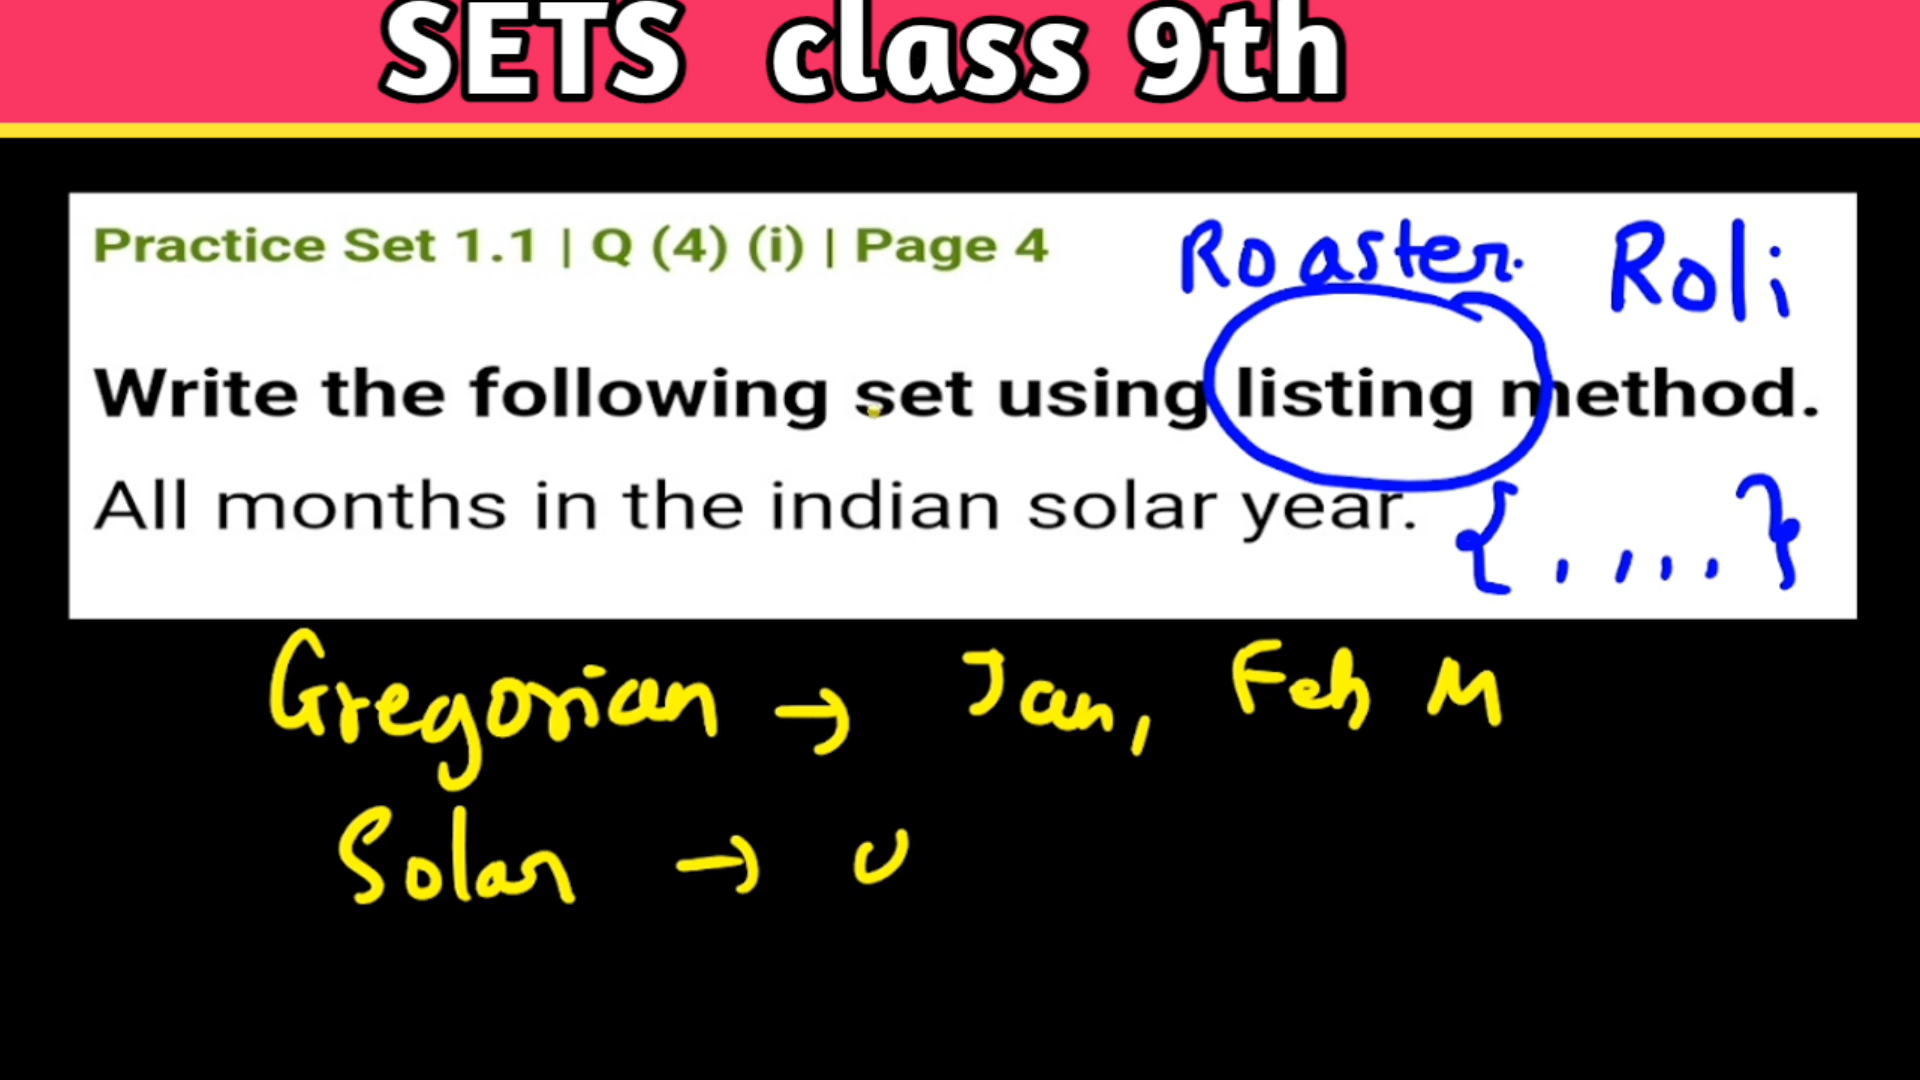 SETS class 9th
Practice Set 1.1 | Q (4) (i) | Page 4
Roaster. Roli
Write the following set using listing method.
All months in the indian solar year.
{ , , , , }
Gregorian → Jan, Feb M
Solar →